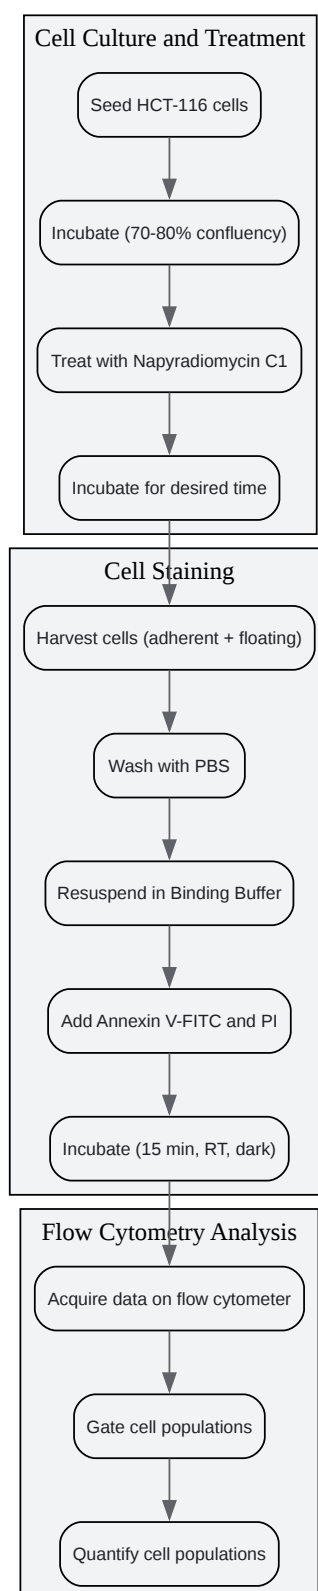 Cell Culture and Treatment
Seed HCT-116 cells
Incubate (70-80% confluency)
Treat with Napyradiomycin C1
Incubate for desired time
Cell Staining
Harvest cells (adherent + floating)
Wash with PBS
Resuspend in Binding Buffer
Add Annexin V-FITC and PI
Incubate (15 min, RT, dark)
Flow Cytometry Analysis
Acquire data on flow cytometer
Gate cell populations
Quantify cell populations